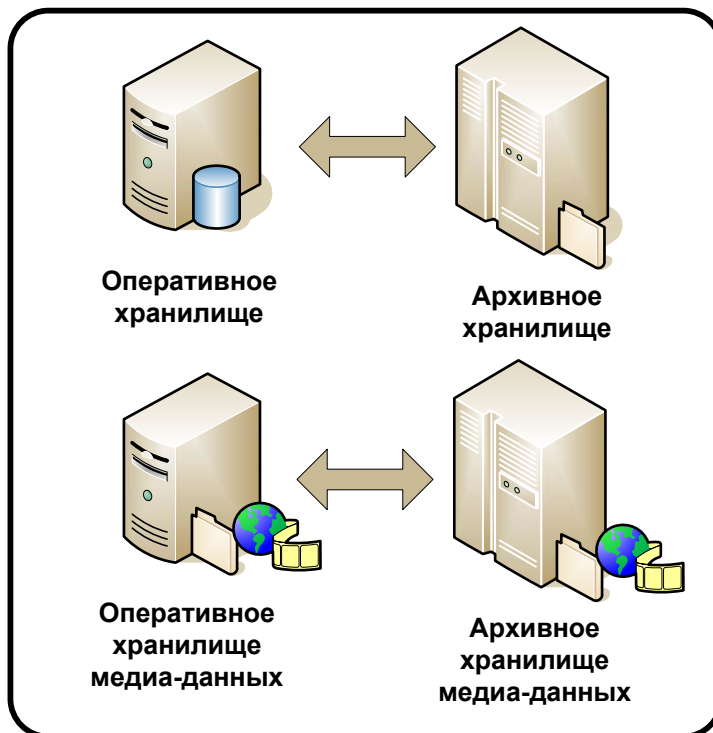 Оперативное
хранилище
Архивное
хранилище
Оперативное
хранилище
медиа-данных
Архивное
хранилище
медиа-данных